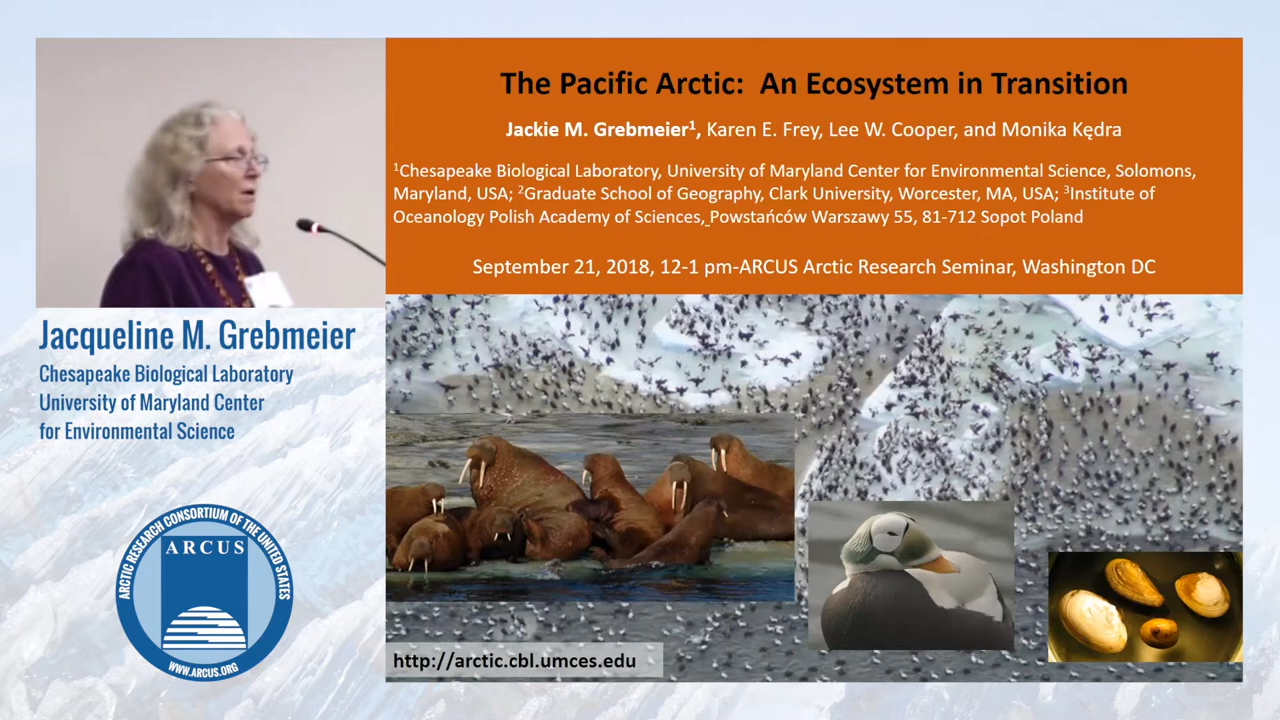 The Pacific Arctic:  An Ecosystem in Transition
Jackie M. Grebmeier¹, Karen E. Frey, Lee W. Cooper, and Monika Kędra
¹Chesapeake Biological Laboratory, University of Maryland Center for Environmental Science, Solomons,
Maryland, USA; ²Graduate School of Geography, Clark University, Worcester, MA, USA; ³Institute of
Oceanology Polish Academy of Sciences, Powstańców Warszawy 55, 81-712 Sopot Poland
September 21, 2018, 12-1 pm-ARCUS Arctic Research Seminar, Washington DC
Jacqueline M. Grebmeier
Chesapeake Biological Laboratory
University of Maryland Center
for Environmental Science
ARCTIC RESEARCH CONSORTIUM OF THE UNITED STATES
ARCUS
WWW.ARCUS.ORG
http://arctic.cbl.umces.edu